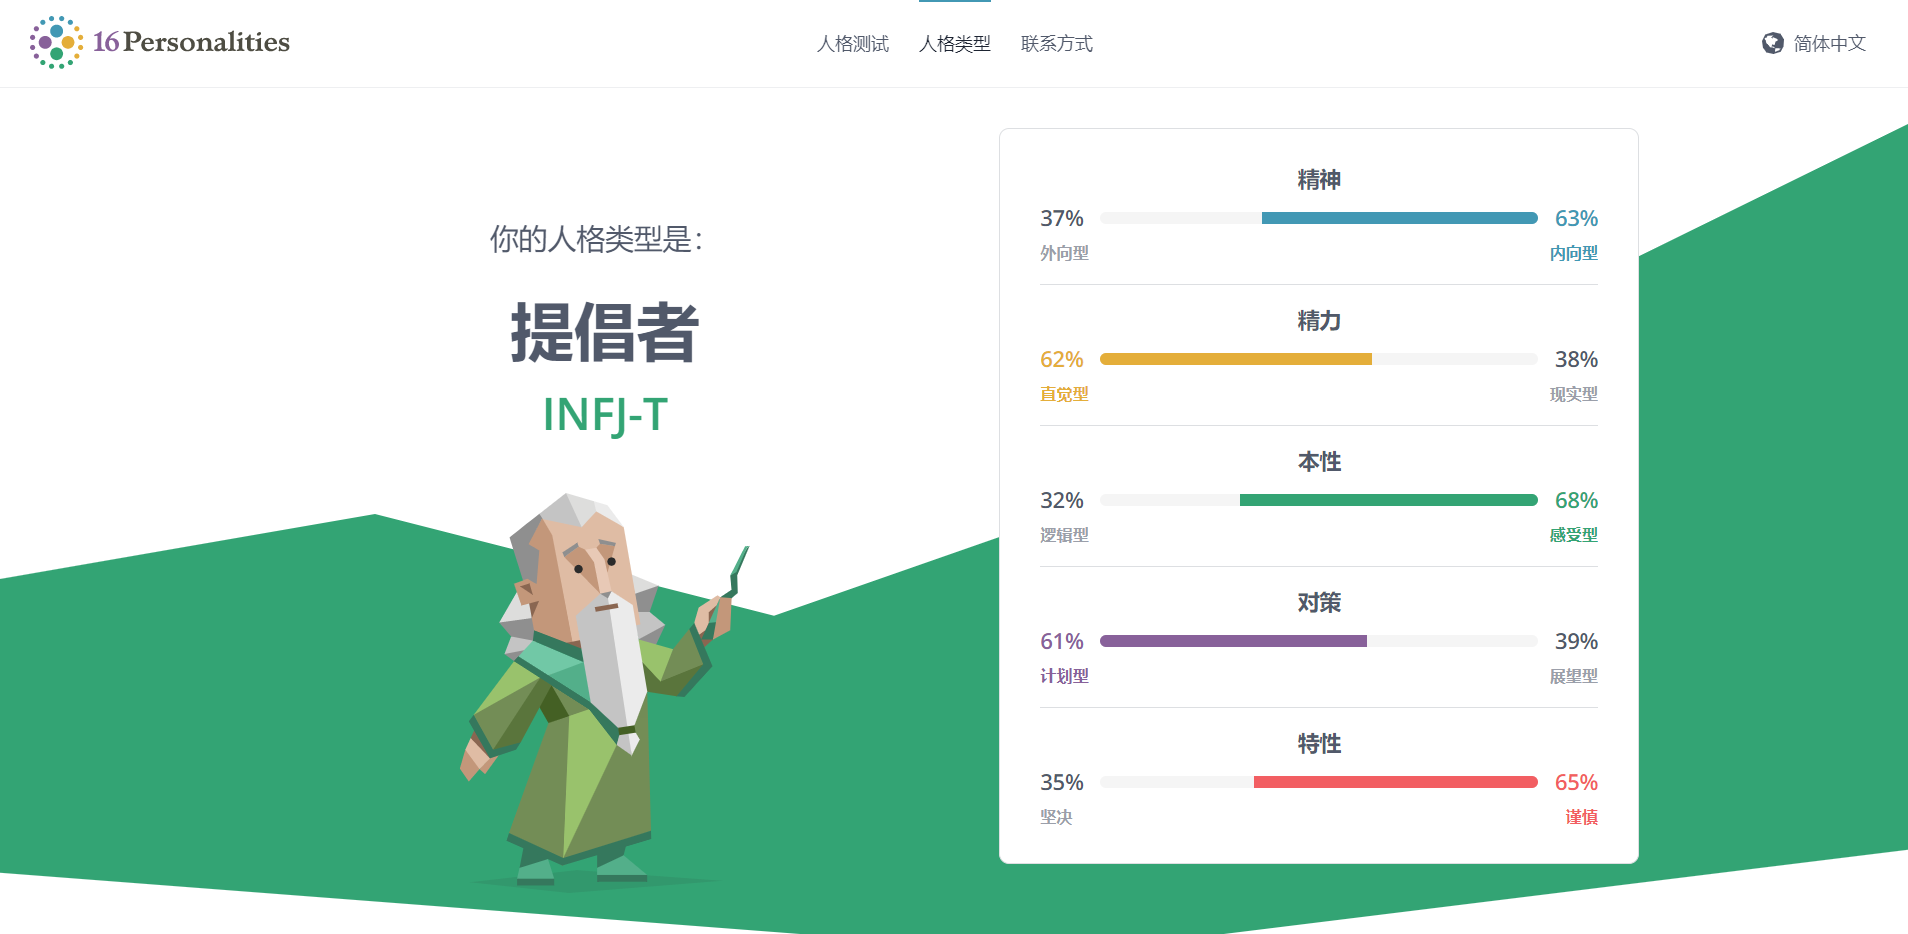 16Personalities
人格测试
人格类型
联系方式
简体中文
你的人格类型是：
提倡者
INFJ-T
精神
37%
63%
外向型
内向型
精力
62%
38%
直觉型
现实型
本性
32%
68%
逻辑型
感受型
对策
61%
39%
计划型
展望型
特性
35%
65%
坚决
谨慎